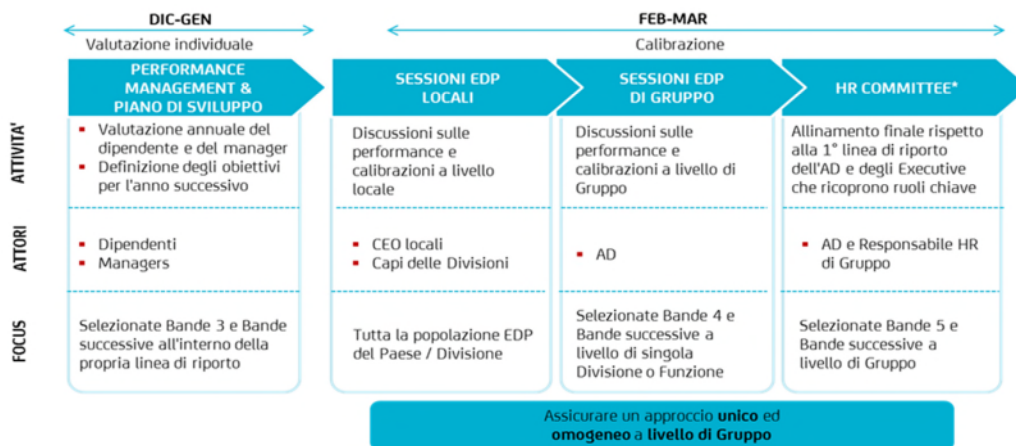 DIC-GEN
FEB-MAR
Valutazione individuale
Calibrazione
PERFORMANCE
MANAGEMENT &
PIANO DI SVILUPPO
SESSIONI EDP
LOCALI
SESSIONI EDP
DI GRUPPO
HR COMMITTEE*
ATTIVITA'
Valutazione annuale del
dipendente e del manager
Definizione degli obiettivi
per l'anno successivo
Discussioni sulle
performance e
calibrazioni a livello
locale
Discussioni sulle
performance e
calibrazioni a livello di
Gruppo
Allinamento finale rispetto
alla 1° linea di riporto
dell'AD e degli Executive
che ricoprono ruoli chiave
ATTORI
Dipendenti
Managers
CEO locali
Capi delle Divisioni
AD
AD e Responsabile HR
di Gruppo
FOCUS
Selezionate Bande 3 e Bande
successive all'interno della
propria linea di riporto
Tutta la popolazione EDP
del Paese / Divisione
Selezionate Bande 4 e
Bande successive a
livello di singola
Divisione o Funzione
Selezionate Bande 5 e
Bande successive a
livello di Gruppo
Assicurare un approccio unico ed
omogeneo a livello di Gruppo